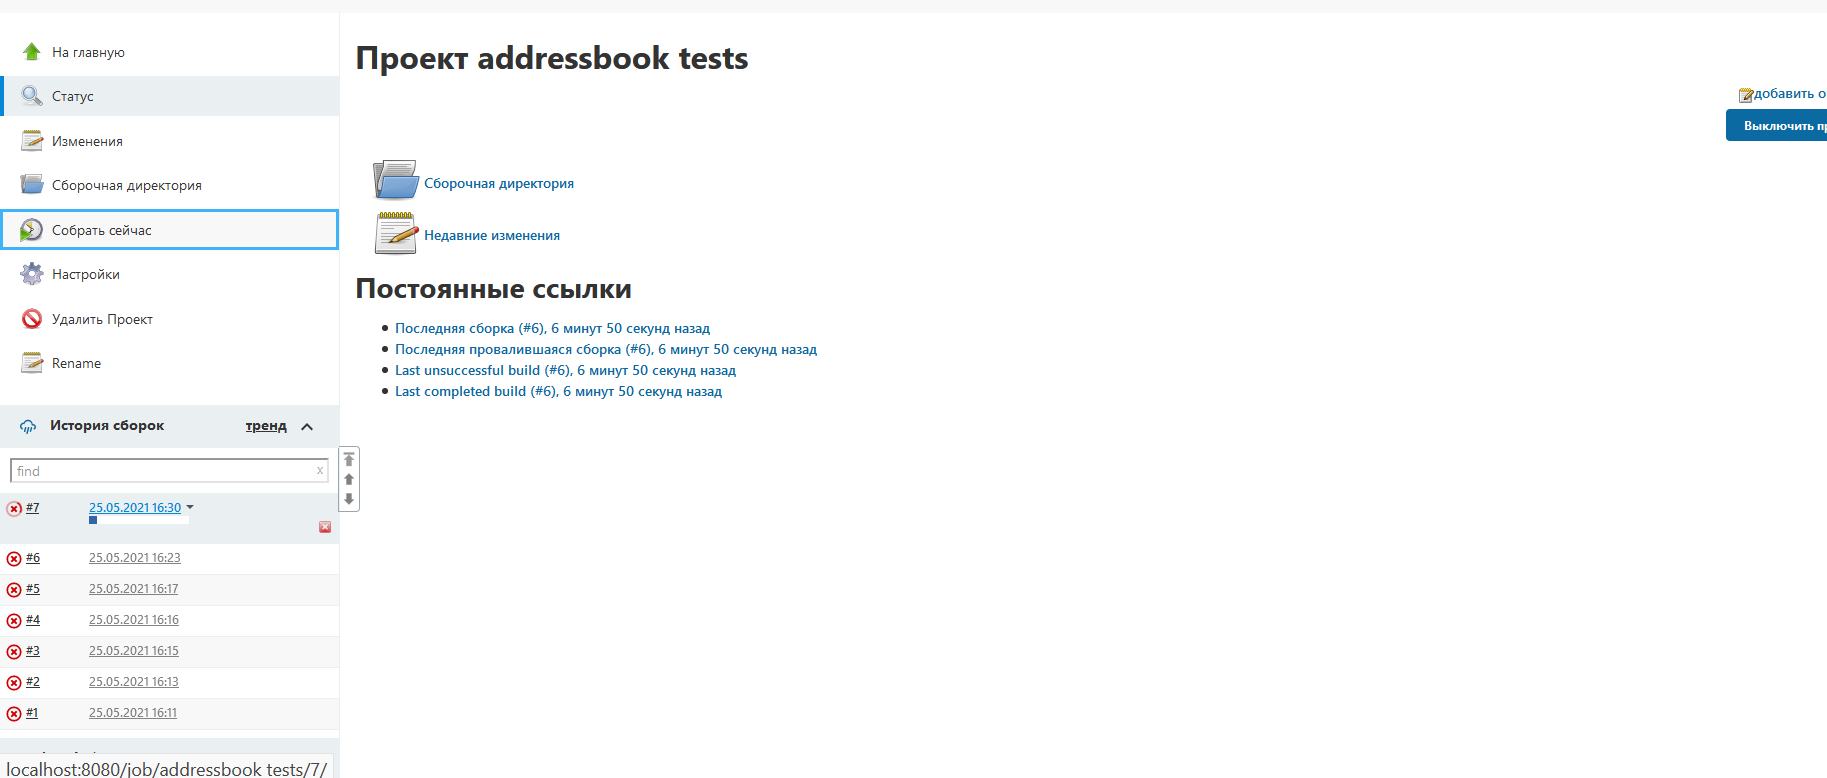 На главную
Статус
Изменения
Сборочная директория
Собрать сейчас
Настройки
Удалить Проект
Rename
История сборок
тренд
find
x
#7 25.05.2021 16:30
#6 25.05.2021 16:23
#5 25.05.2021 16:17
#4 25.05.2021 16:16
#3 25.05.2021 16:15
#2 25.05.2021 16:13
#1 25.05.2021 16:11
localhost:8080/job/addressbook tests/7/
Проект addressbook tests
добавить о
Выключить пр
Сборочная директория
Недавние изменения
Постоянные ссылки
Последняя сборка (#6), 6 минут 50 секунд назад
Последняя провалившаяся сборка (#6), 6 минут 50 секунд назад
Last unsuccessful build (#6), 6 минут 50 секунд назад
Last completed build (#6), 6 минут 50 секунд назад